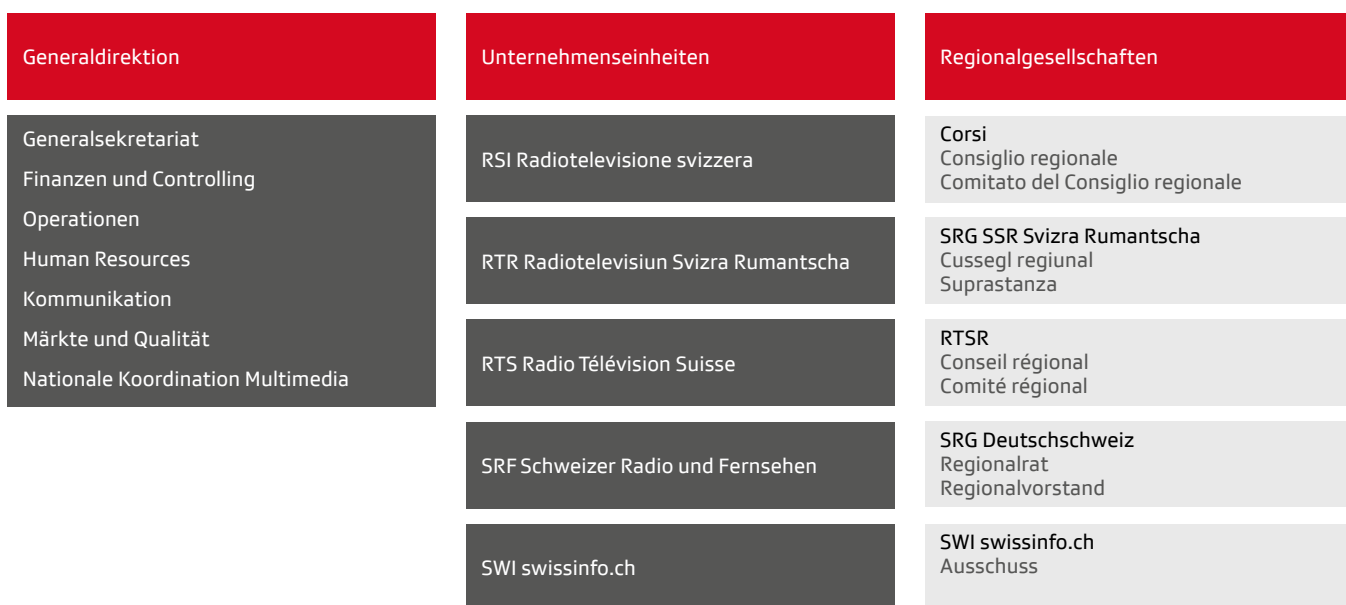 Generaldirektion
Generalsekretariat
Finanzen und Controlling
Operationen
Human Resources
Kommunikation
Märkte und Qualität
Nationale Koordination Multimedia
Unternehmenseinheiten
RSI Radiotelevisione svizzera
RTR Radiotelevisiun Svizra Rumantscha
RTS Radio Télévision Suisse
SRF Schweizer Radio und Fernsehen
SWI swissinfo.ch
Regionalgesellschaften
Corsi
Consiglio regionale
Comitato del Consiglio regionale
SRG SSR Svizra Rumantscha
Cussegl regiunal
Suprastanza
RTSR
Conseil régional
Comité régional
SRG Deutschschweiz
Regionalrat
Regionalvorstand
SWI swissinfo.ch
Ausschuss